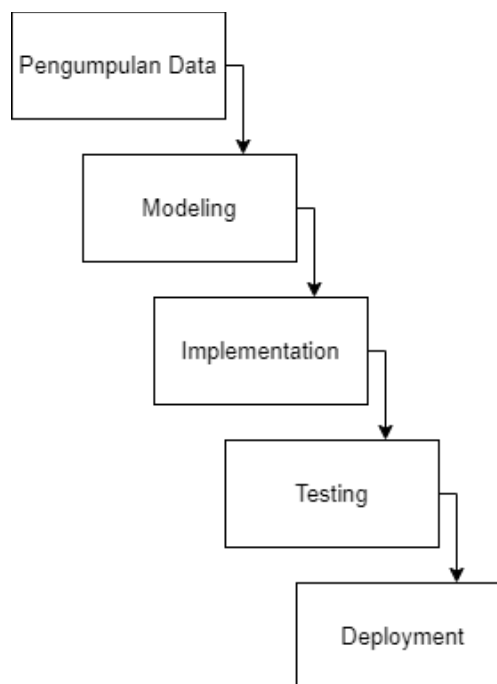 Pengumpulan Data
Modeling
Implementation
Testing
Deployment